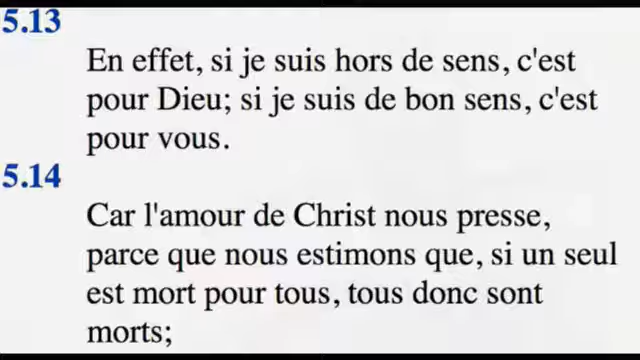 5.13
En effet, si je suis hors de sens, c'est
pour Dieu; si je suis de bon sens, c'est
pour vous.
5.14
Car l'amour de Christ nous presse,
parce que nous estimons que, si un seul
est mort pour tous, tous donc sont
morts;